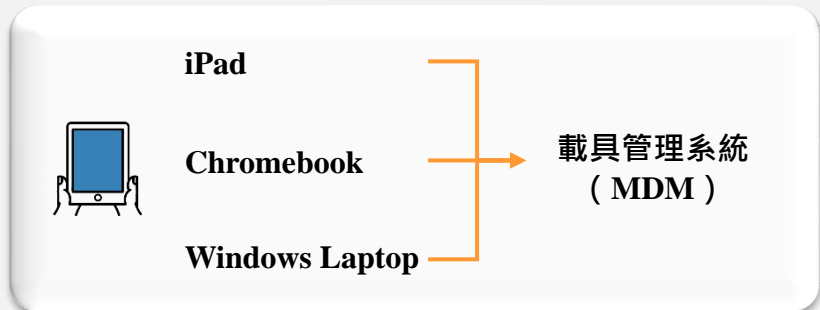 iPad
Chromebook
Windows Laptop
載具管理系統
（MDM）